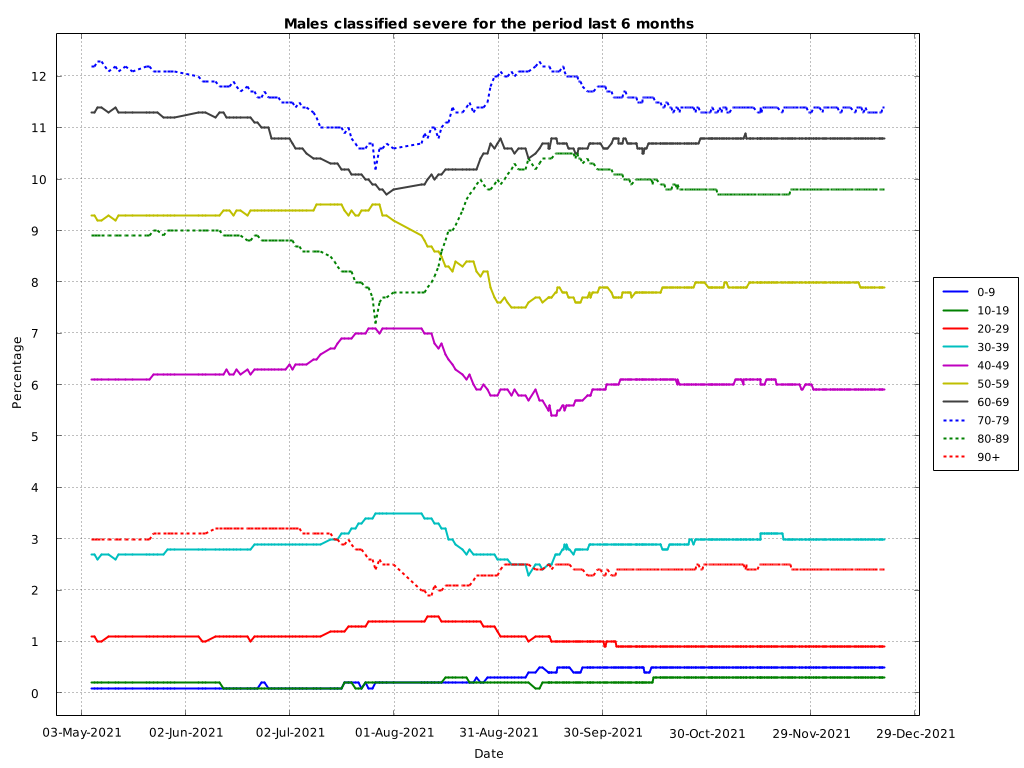 Males classified severe for the period last 6 months
Percentage
12
11
10
9
8
7
6
5
4
3
2
1
0
03-May-2021
02-Jun-2021
02-Jul-2021
01-Aug-2021
31-Aug-2021
30-Sep-2021
30-Oct-2021
29-Nov-2021
29-Dec-2021
Date
0-9
10-19
20-29
30-39
40-49
50-59
60-69
70-79
80-89
90+